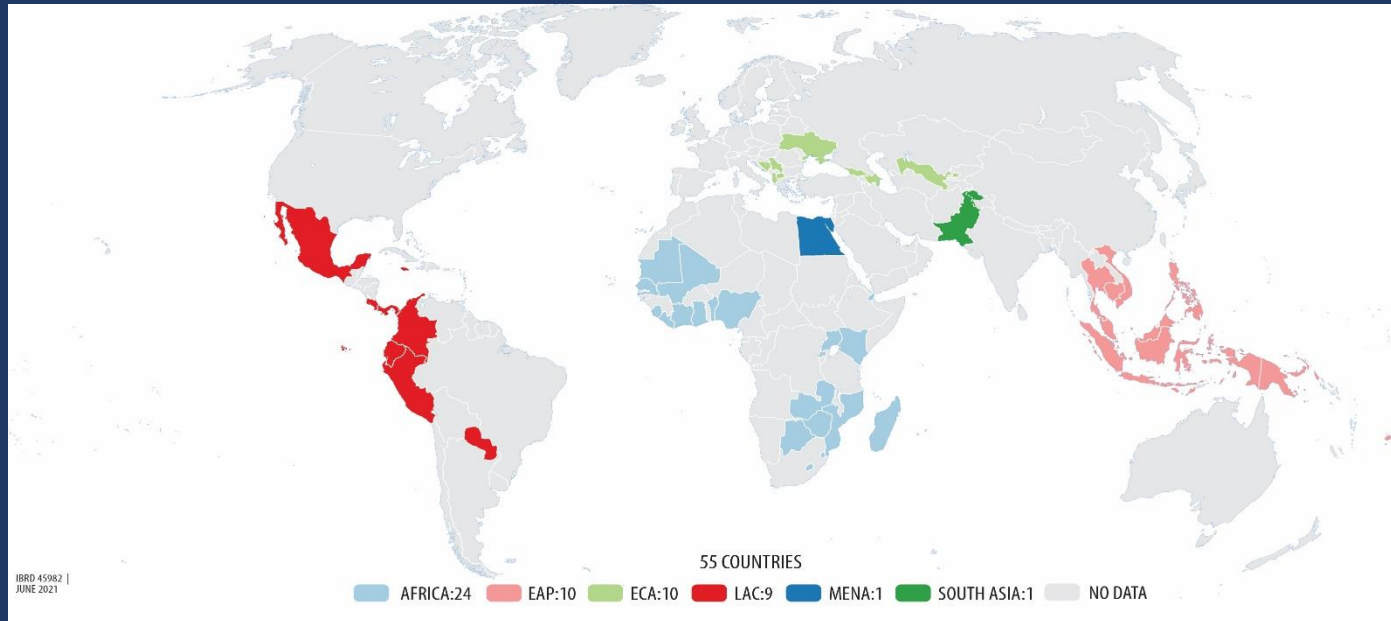 55 COUNTRIES
IBRD 45982 |
JUNE 2021
AFRICA:24 EAP:10 ECA:10 LAC:9 MENA:1 SOUTH ASIA:1 NO DATA